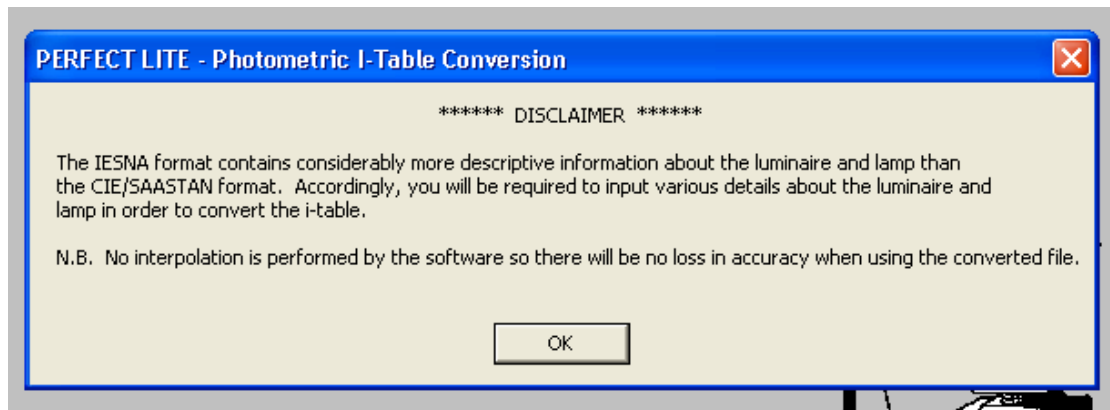 PERFECT LITE - Photometric I-Table Conversion
****** DISCLAIMER ******
The IESNA format contains considerably more descriptive information about the luminaire and lamp than
the CIE/SAASTAN format.  Accordingly, you will be required to input various details about the luminaire and
lamp in order to convert the i-table.
N.B.  No interpolation is performed by the software so there will be no loss in accuracy when using the converted file.
OK